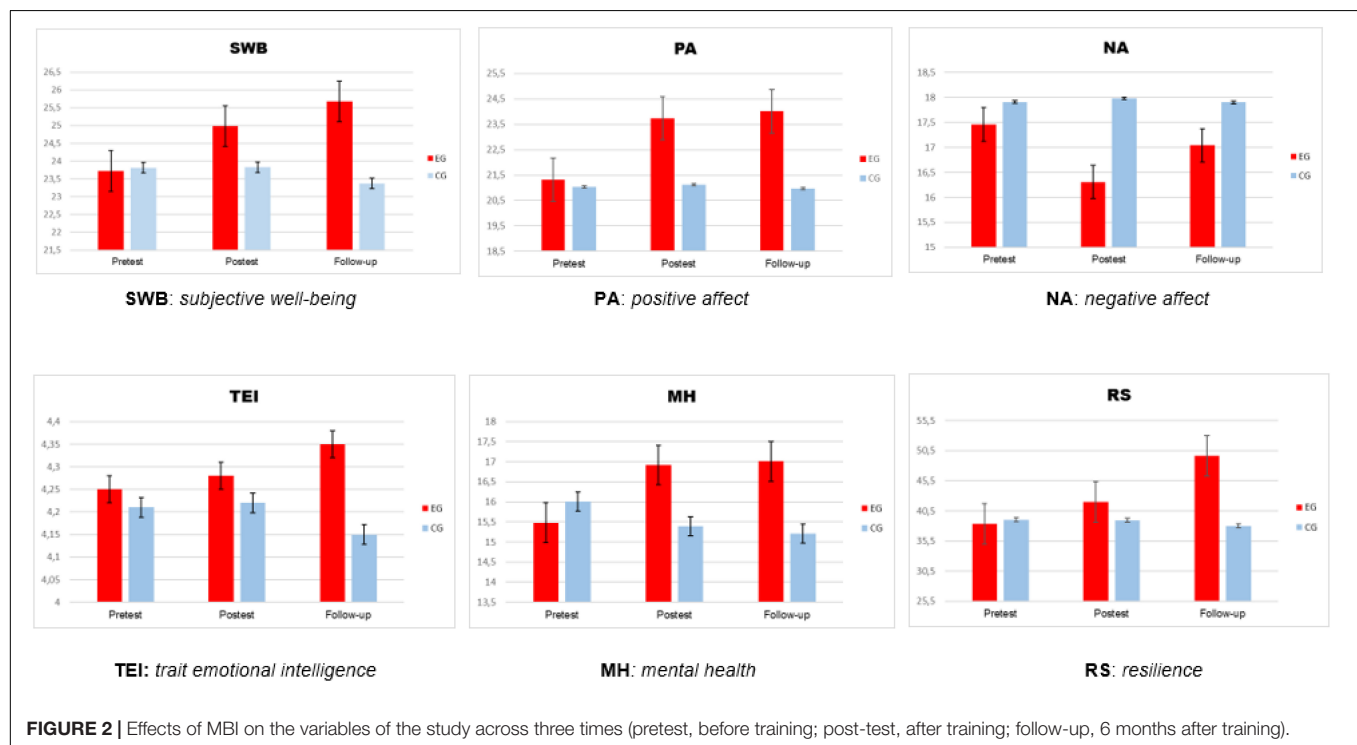 SWB
26,5
26
25,5
25
24,5
24
23,5
23
22,5
22
21,5
Pretest Postest Follow-up
EG
CG
SWB: subjective well-being
PA
25,5
24,5
23,5
22,5
21,5
20,5
19,5
18,5
Pretest Postest Follow-up
EG
CG
PA: positive affect
NA
18,5
18
17,5
17
16,5
16
15,5
15
Pretest Postest Follow-up
EG
CG
NA: negative affect
TEI
4,4
4,35
4,3
4,25
4,2
4,15
4,1
4,05
4
Pretest Postest Follow-up
EG
CG
TEI: trait emotional intelligence
MH
18
17,5
17
16,5
16
15,5
15
14,5
14
13,5
Pretest Postest Follow-up
EG
CG
MH: mental health
RS
55,5
50,5
45,5
40,5
35,5
30,5
25,5
Pretest Postest Follow-up
EG
CG
RS: resilience
FIGURE 2 | Effects of MBI on the variables of the study across three times (pretest, before training; post-test, after training; follow-up, 6 months after training).